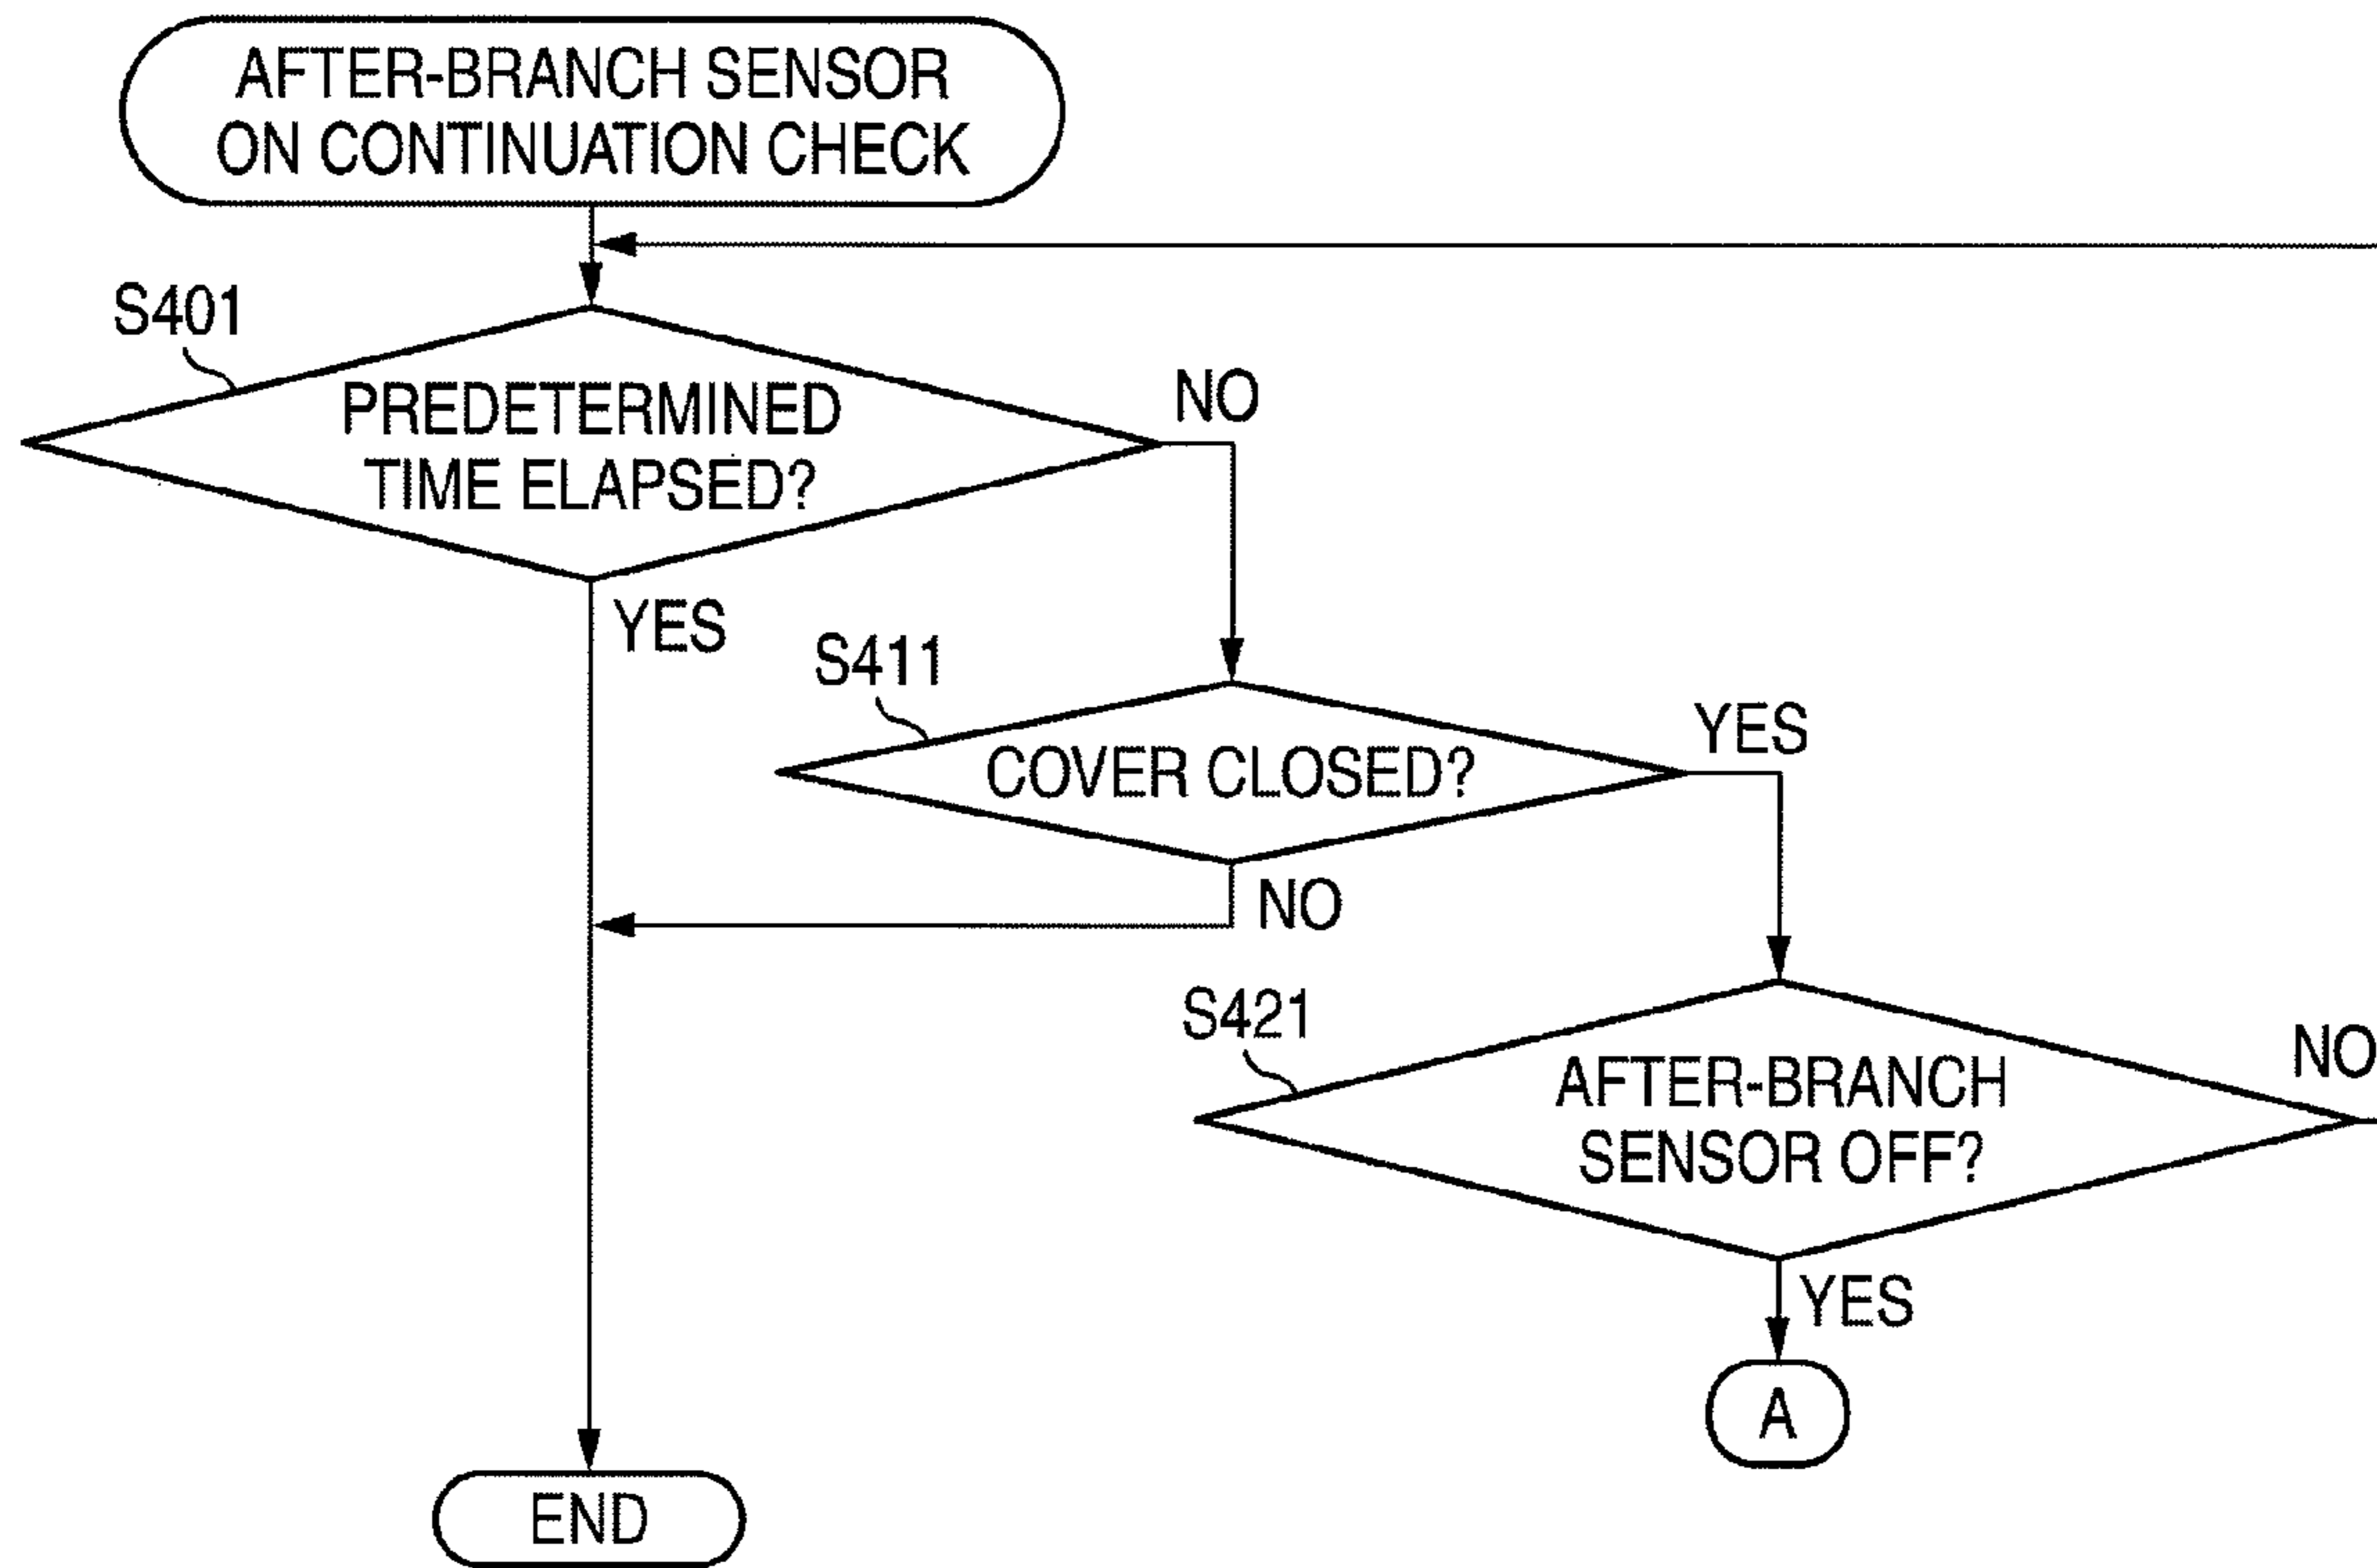 AFTER-BRANCH SENSOR
ON CONTINUATION CHECK
S401
PREDETERMINED
TIME ELAPSED?
NO
YES
S411
COVER CLOSED?
YES
NO
S421
AFTER-BRANCH
SENSOR OFF?
NO
YES
A
END